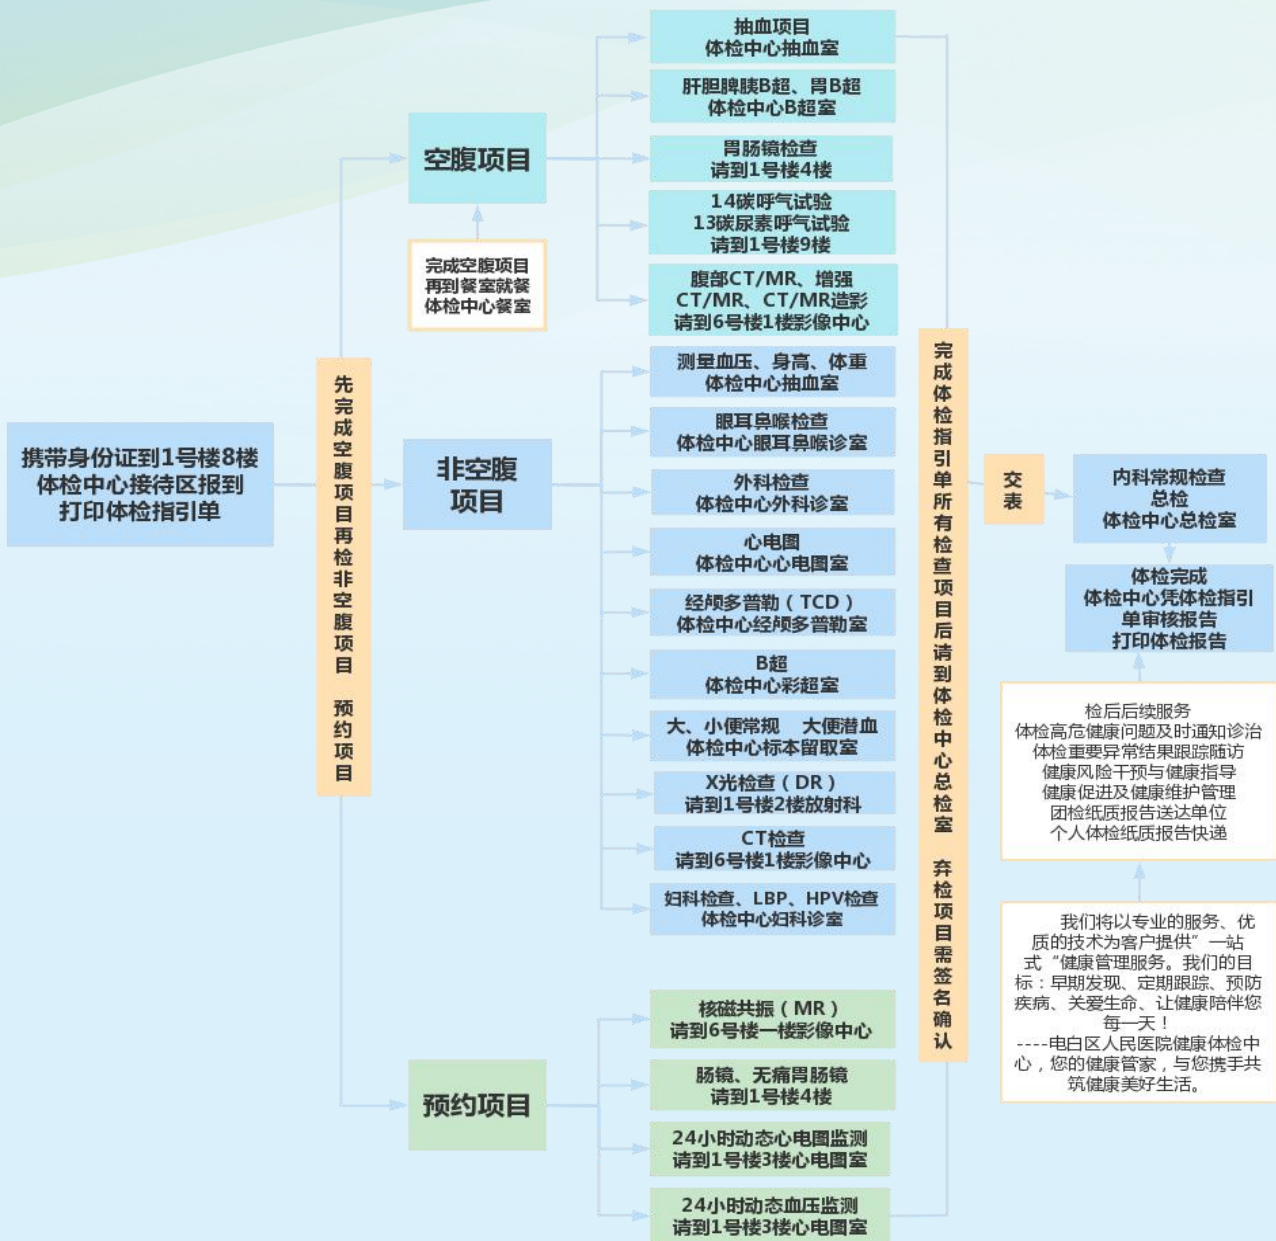 携带身份证到1号楼8楼
体检中心接待区报到
打印体检指引单
先完成空腹项目再检非空腹项目 预约项目
空腹项目
完成空腹项目
再到餐室就餐
体检中心餐室
抽血项目
体检中心抽血室
肝胆脾胰B超、胃B超
体检中心B超室
胃肠镜检查
请到1号楼4楼
14碳呼气试验
13碳尿素呼气试验
请到1号楼9楼
腹部CT/MR、增强
CT/MR、CT/MR造影
请到6号楼1楼影像中心
非空腹
项目
测量血压、身高、体重
体检中心抽血室
眼耳鼻喉检查
体检中心眼耳鼻喉诊室
外科检查
体检中心外科诊室
心电图
体检中心心电图室
经颅多普勒（TCD）
体检中心经颅多普勒室
B超
体检中心彩超室
大、小便常规 大便潜血
体检中心标本留取室
X光检查（DR）
请到1号楼2楼放射科
CT检查
请到6号楼1楼影像中心
妇科检查、LBP、HPV检查
体检中心妇科诊室
预约项目
核磁共振（MR）
请到6号楼一楼影像中心
肠镜、无痛胃肠镜
请到1号楼4楼
24小时动态心电图监测
请到1号楼3楼心电图室
24小时动态血压监测
请到1号楼3楼心电图室
完成体检指引单所有检查项目后请到体检中心总检室 弃检项目需签名确认
交表
内科常规检查
总检
体检中心总检室
体检完成
体检中心凭体检指引
单审核报告
打印体检报告
检后后续服务
体检高危健康问题及时通知诊治
体检重要异常结果跟踪随访
健康风险干预与健康指导
健康促进及健康维护管理
团检纸质报告送达单位
个人体检纸质报告快递
我们将以专业的服务、优
质的技术为客户提供”一站
式“健康管理服务。我们的目
标：早期发现、定期跟踪、预防
疾病、关爱生命、让健康陪伴您
每一天！
----电白区人民医院健康体检中
心，您的健康管家，与您携手共
筑健康美好生活。